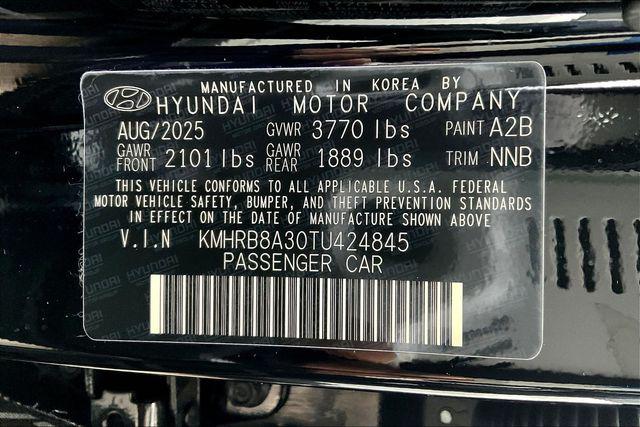 MANUFACTURED IN KOREA BY
HYUNDAI MOTOR COMPANY
AUG/2025 GVWR 3770 lbs PAINT A2B
GAWR FRONT 2101 lbs GAWR REAR 1889 lbs TRIM NNB
THIS VEHICLE CONFORMS TO ALL APPLICABLE U.S.A. FEDERAL
MOTOR VEHICLE SAFETY, BUMPER, AND THEFT PREVENTION STANDARDS
IN EFFECT ON THE DATE OF MANUFACTURE SHOWN ABOVE
V.I.N KMHRB8A30TU424845
PASSENGER CAR